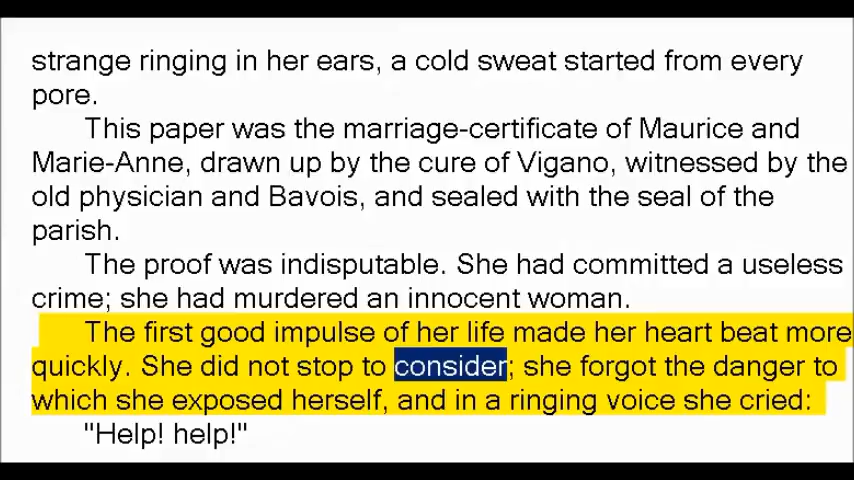 strange ringing in her ears, a cold sweat started from every
pore.
This paper was the marriage-certificate of Maurice and
Marie-Anne, drawn up by the cure of Vigano, witnessed by the
old physician and Bavois, and sealed with the seal of the
parish.
The proof was indisputable. She had committed a useless
crime; she had murdered an innocent woman.
The first good impulse of her life made her heart beat more
quickly. She did not stop to consider; she forgot the danger to
which she exposed herself, and in a ringing voice she cried:
"Help! help!"